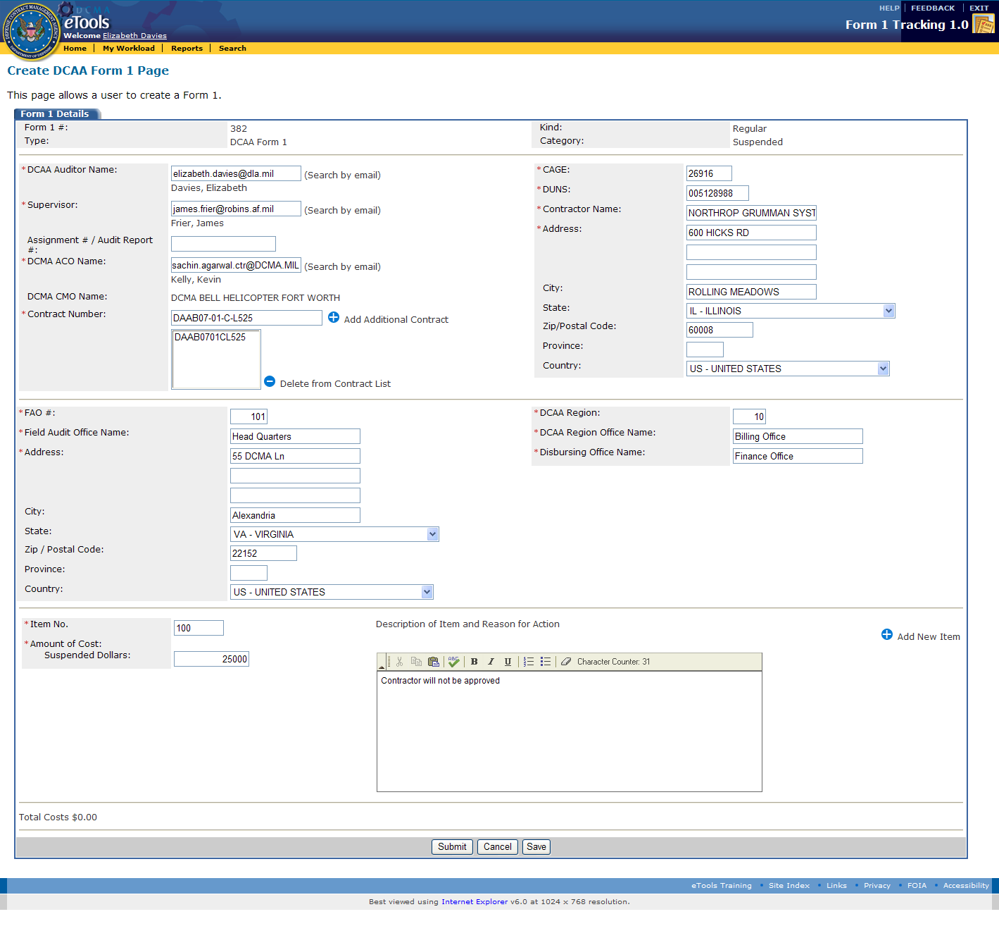 DCMA
eTools
Welcome Elizabeth Davies
HELP | FEEDBACK | EXIT
Form 1 Tracking 1.0
Home | My Workload | Reports | Search
Create DCAA Form 1 Page
This page allows a user to create a Form 1.
Form 1 Details
Form 1 #: 382 Kind: Regular
Type: DCAA Form 1 Category: Suspended
*DCAA Auditor Name: elizabeth.davies@dla.mil (Search by email)
Davies, Elizabeth
*Supervisor: james.frier@robins.af.mil (Search by email)
Frier, James
Assignment # / Audit Report
#:
*DCMA ACO Name: sachin.agarwal.ctr@DCMA.MIL (Search by email)
Kelly, Kevin
DCMA CMO Name: DCMA BELL HELICOPTER FORT WORTH
*Contract Number: DAAB07-01-C-L525 Add Additional Contract
DAAB0701CL525
Delete from Contract List
*CAGE: 26916
*DUNS: 005128988
*Contractor Name: NORTHROP GRUMMAN SYST
*Address: 600 HICKS RD
City: ROLLING MEADOWS
State: IL - ILLINOIS
Zip/Postal Code: 60008
Province:
Country: US - UNITED STATES
*FAO #: 101
*Field Audit Office Name: Head Quarters
*Address: 55 DCMA Ln
City: Alexandria
State: VA - VIRGINIA
Zip / Postal Code: 22152
Province:
Country: US - UNITED STATES
*DCAA Region: 10
*DCAA Region Office Name: Billing Office
*Disbursing Office Name: Finance Office
*Item No. 100
*Amount of Cost:
Suspended Dollars: 25000
Description of Item and Reason for Action
Add New Item
ABC B I U Character Counter: 31
Contractor will not be approved
Total Costs $0.00
Submit Cancel Save
eTools Training • Site Index • Links • Privacy • FOIA • Accessibility
Best viewed using Internet Explorer v6.0 at 1024 x 768 resolution.